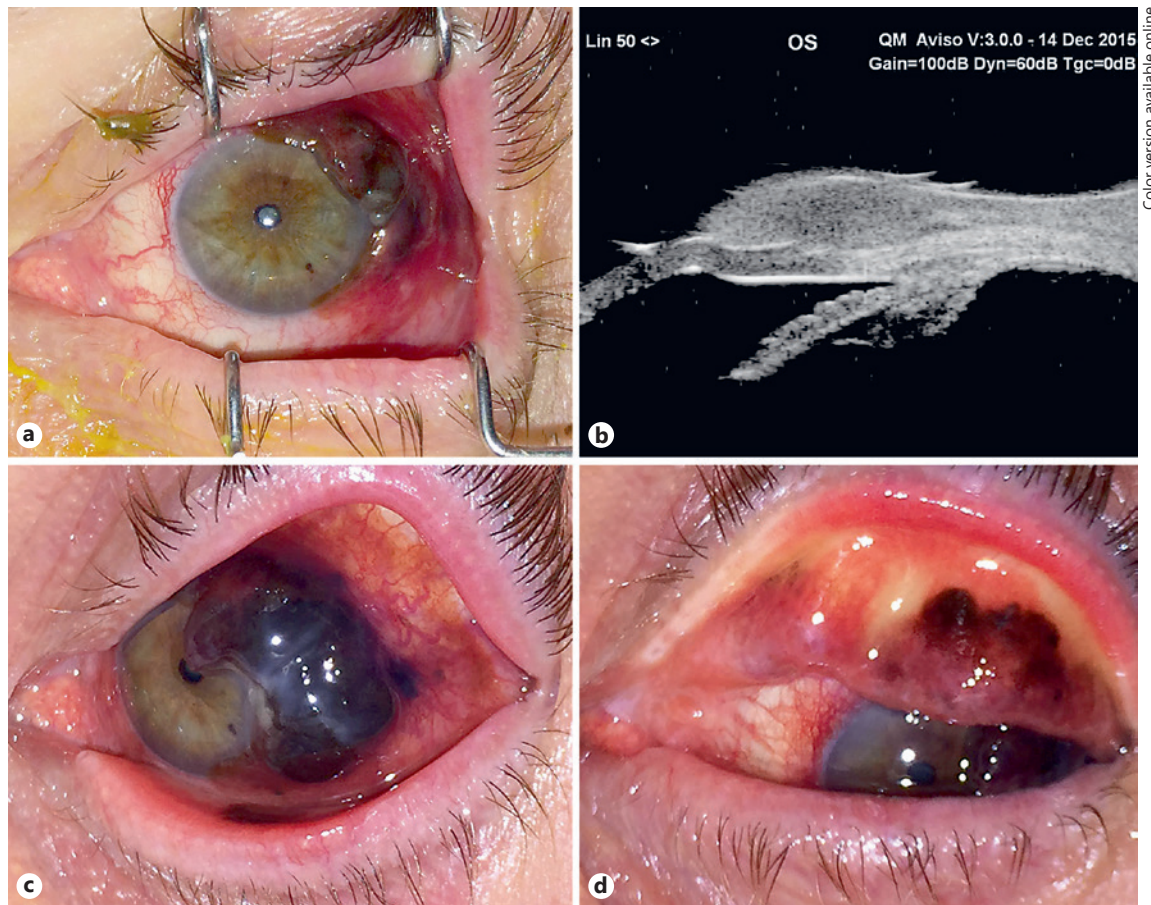 Lin 50 <> OS QM Aviso V:3.0.0 - 14 Dec 2015
Gain=100dB Dyn=60dB Tgc=0dB
Color version available online
a
b
c
d